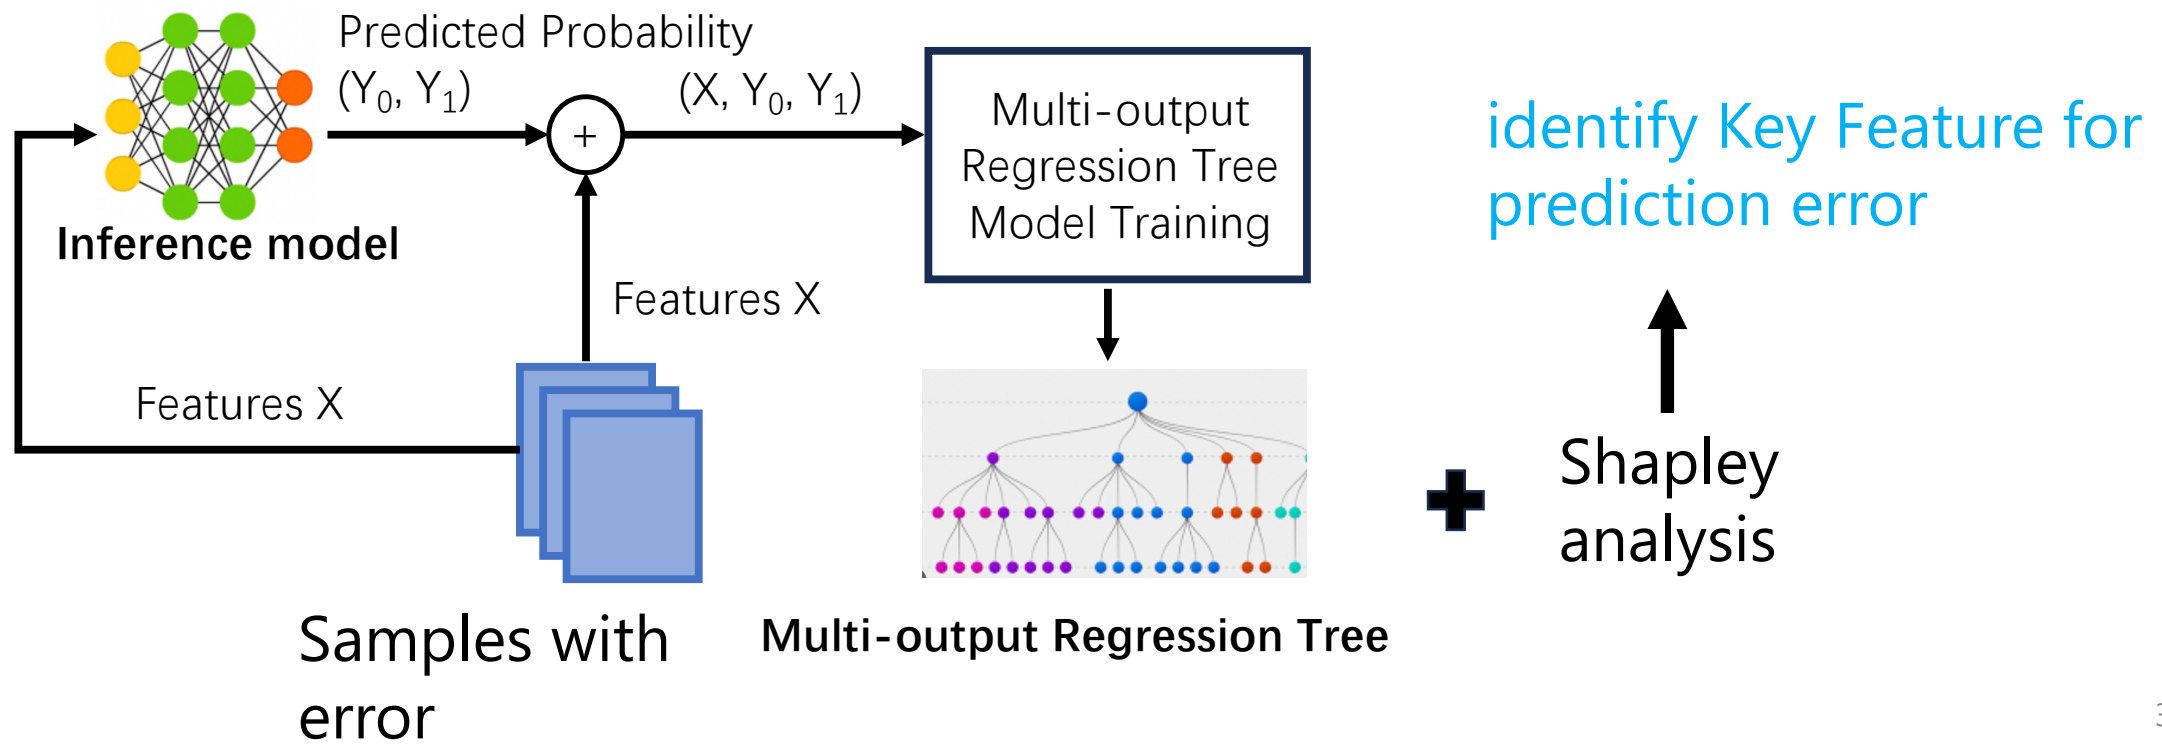 Predicted Probability
(Y₀, Y₁)
(X, Y₀, Y₁)
+
Inference model
Features X
Features X
Multi-output
Regression Tree
Model Training
identify Key Feature for
prediction error
Shapley
analysis
Samples with
error
Multi-output Regression Tree